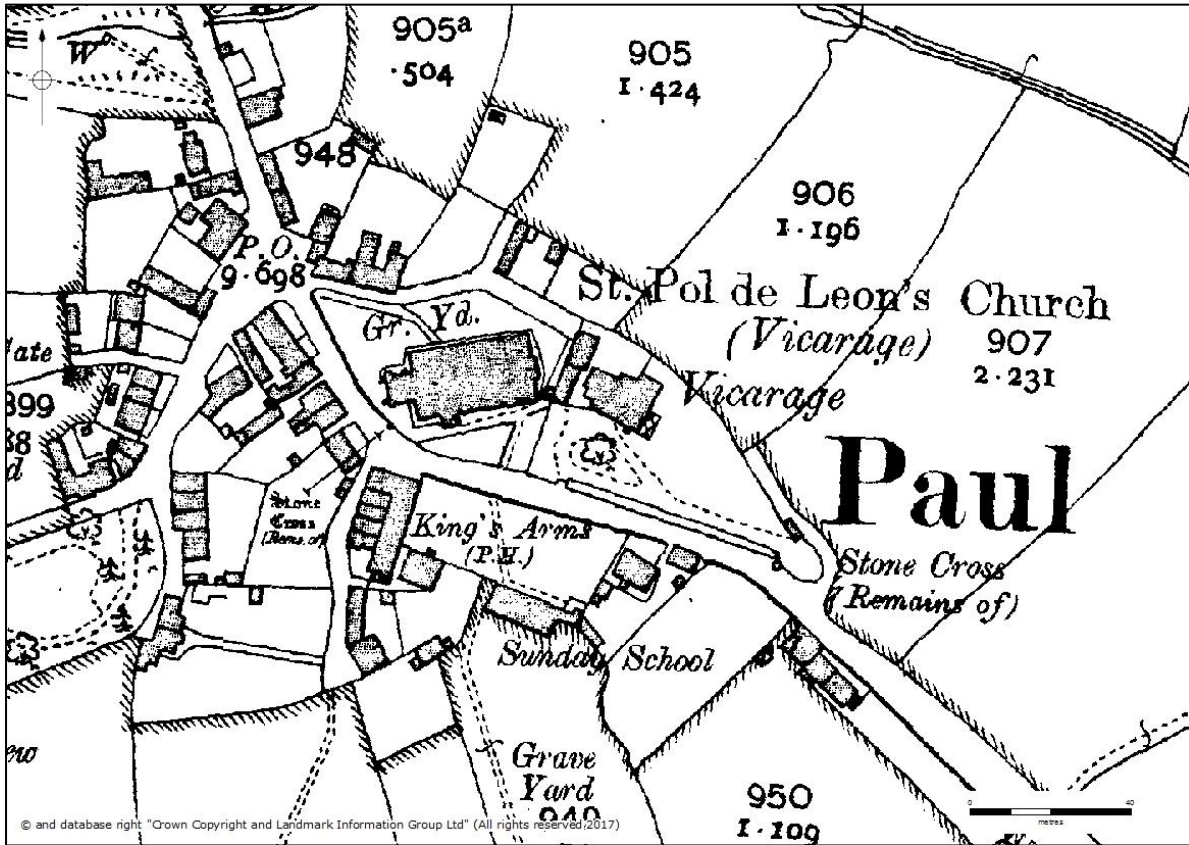 905a
.504
905
1.424
W
948
906
1.196
P.O.
9.698
St. Pol de Leon's Church
(Vicarage)
907
2.231
Gr. Yd.
Vicarage
899
Paul
Stone
Cross
(Rems. of)
King's Arms
(P.H.)
Stone Cross
(Remains of)
Sunday School
Grave
Yard
949
950
1.109
0 40
metres
© and database right "Crown Copyright and Landmark Information Group Ltd" (All rights reserved,2017)